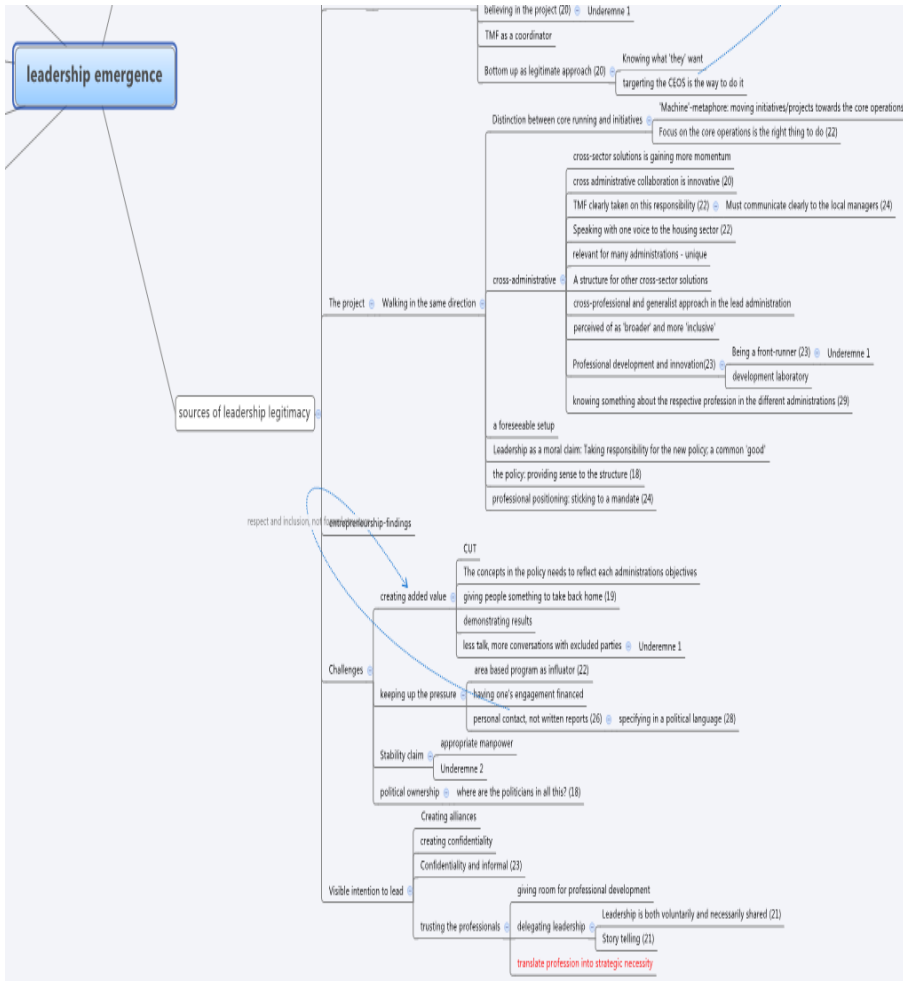 believing in the project (20) Underemne 1
TMF as a coordinator
Bottom up as legitimate approach (20)
Knowing what 'they' want
targerting the CEOS is the way to do it
leadership emergence
Distinction between core running and initiatives
'Machine'-metaphore: moving initiatives/projects towards the core operations
Focus on the core operations is the right thing to do (22)
cross-sector solutions is gaining more momentum
cross administrative collaboration is innovative (20)
TMF clearly taken on this responsibility (22) Must communicate clearly to the local managers (24)
Speaking with one voice to the housing sector (22)
relevant for many administrations - unique
cross-administrative
A structure for other cross-sector solutions
The project Walking in the same direction
cross-professional and generalist approach in the lead administration
perceived of as 'broader' and more 'inclusive'
Professional development and innovation(23)
Being a front-runner (23) Underemne 1
development laboratory
knowing something about the respective profession in the different administrations (29)
sources of leadership legitimacy
a foreseeable setup
Leadership as a moral claim: Taking responsibility for the new policy; a common 'good'
the policy: providing sense to the structure (18)
professional positioning: sticking to a mandate (24)
respect and inclusion, not
entrepreneurship-findings
CUT
The concepts in the policy needs to reflect each administrations objectives
creating added value
giving people something to take back home (19)
demonstrating results
less talk, more conversations with excluded parties Underemne 1
Challenges
area based program as influator (22)
keeping up the pressure
having one's engagement financed
personal contact, not written reports (26) specifying in a political language (28)
Stability claim
appropriate manpower
Underemne 2
political ownership where are the politicians in all this? (18)
Creating alliances
creating confidentiality
Confidentiality and informal (23)
Visible intention to lead
giving room for professional development
trusting the professionals
delegating leadership
Leadership is both voluntarily and necessarily shared (21)
Story telling (21)
translate profession into strategic necessity